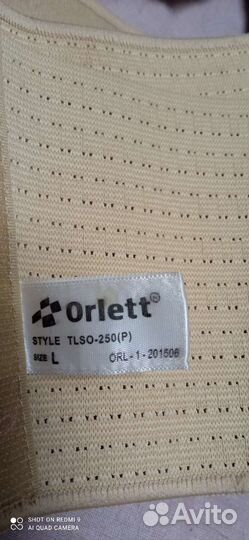 Orlett®
STYLE TLSO-250(P)
SIZE L ORL-1-201506
SHOT ON REDMI 9
AI QUAD CAMERA
Avito